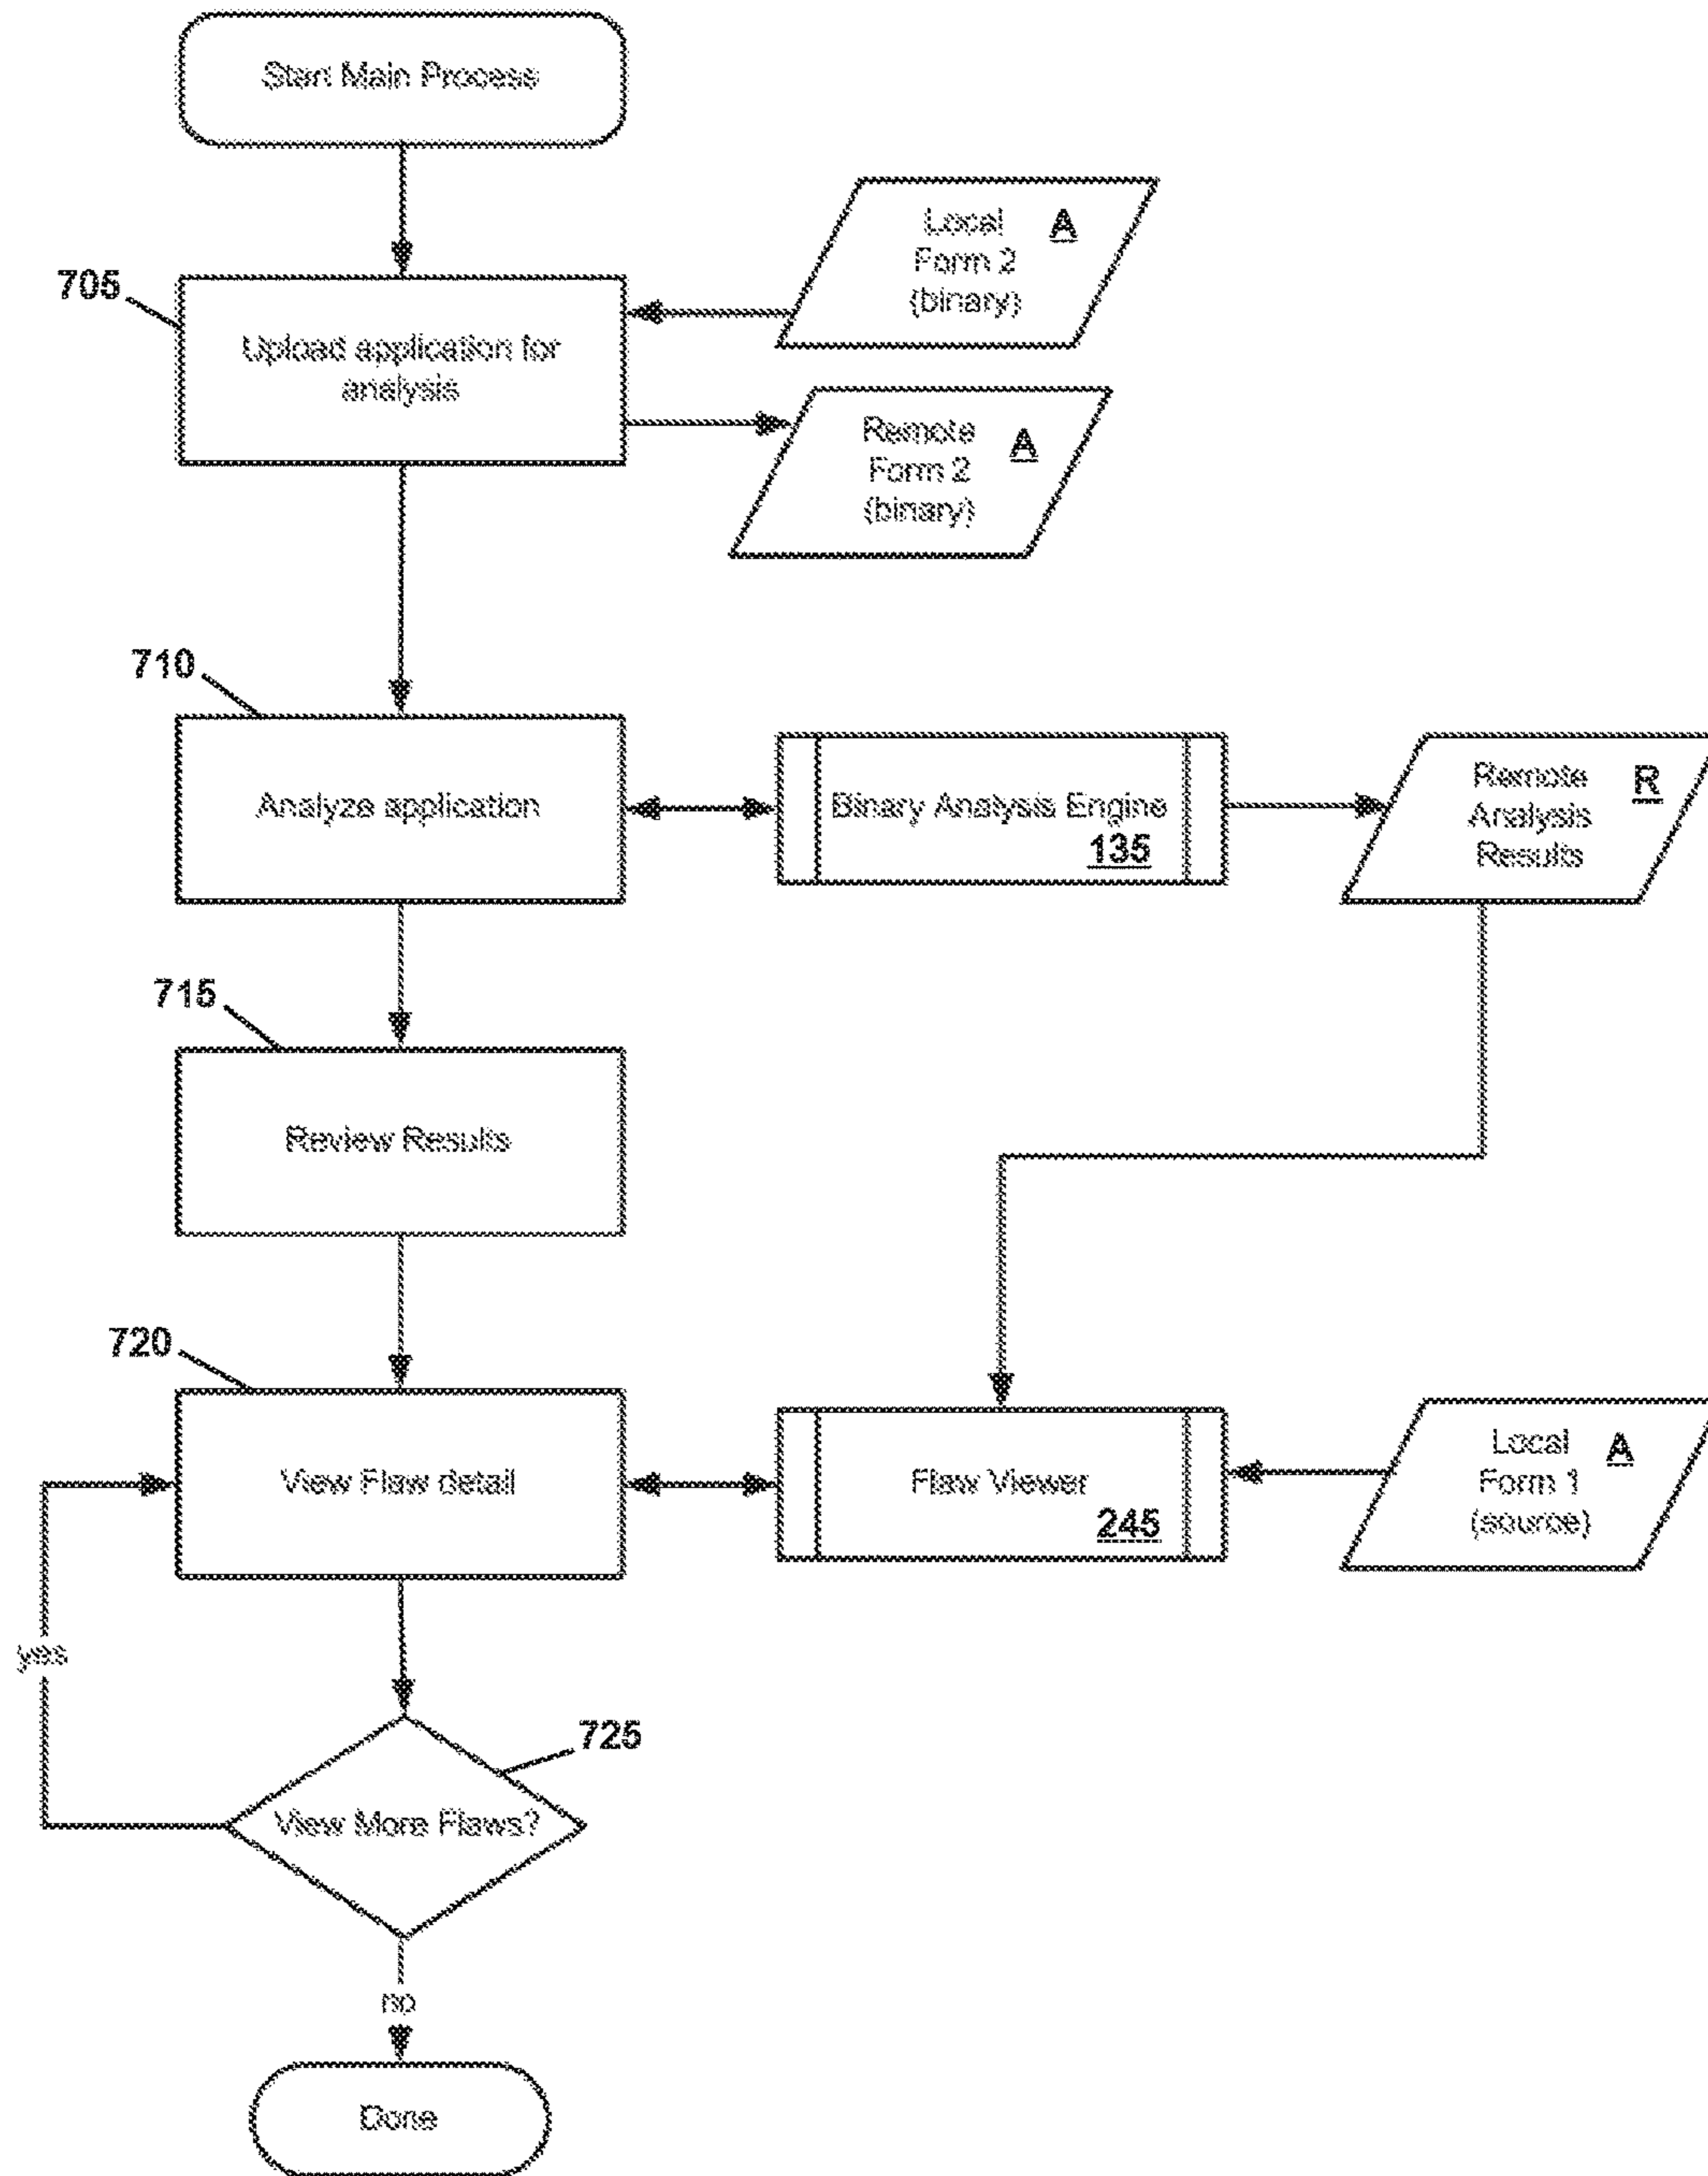 Start Main Process
Local A
Form 2
(binary)
705
Upload application for
analysis
Remote A
Form 2
(binary)
710
Analyze application
Binary Analysis Engine
135
Remote R
Analysis
Results
715
Review Results
720
View Flaw detail
Flaw Viewer
245
Local A
Form 1
(source)
yes
725
View More Flaws?
no
Done